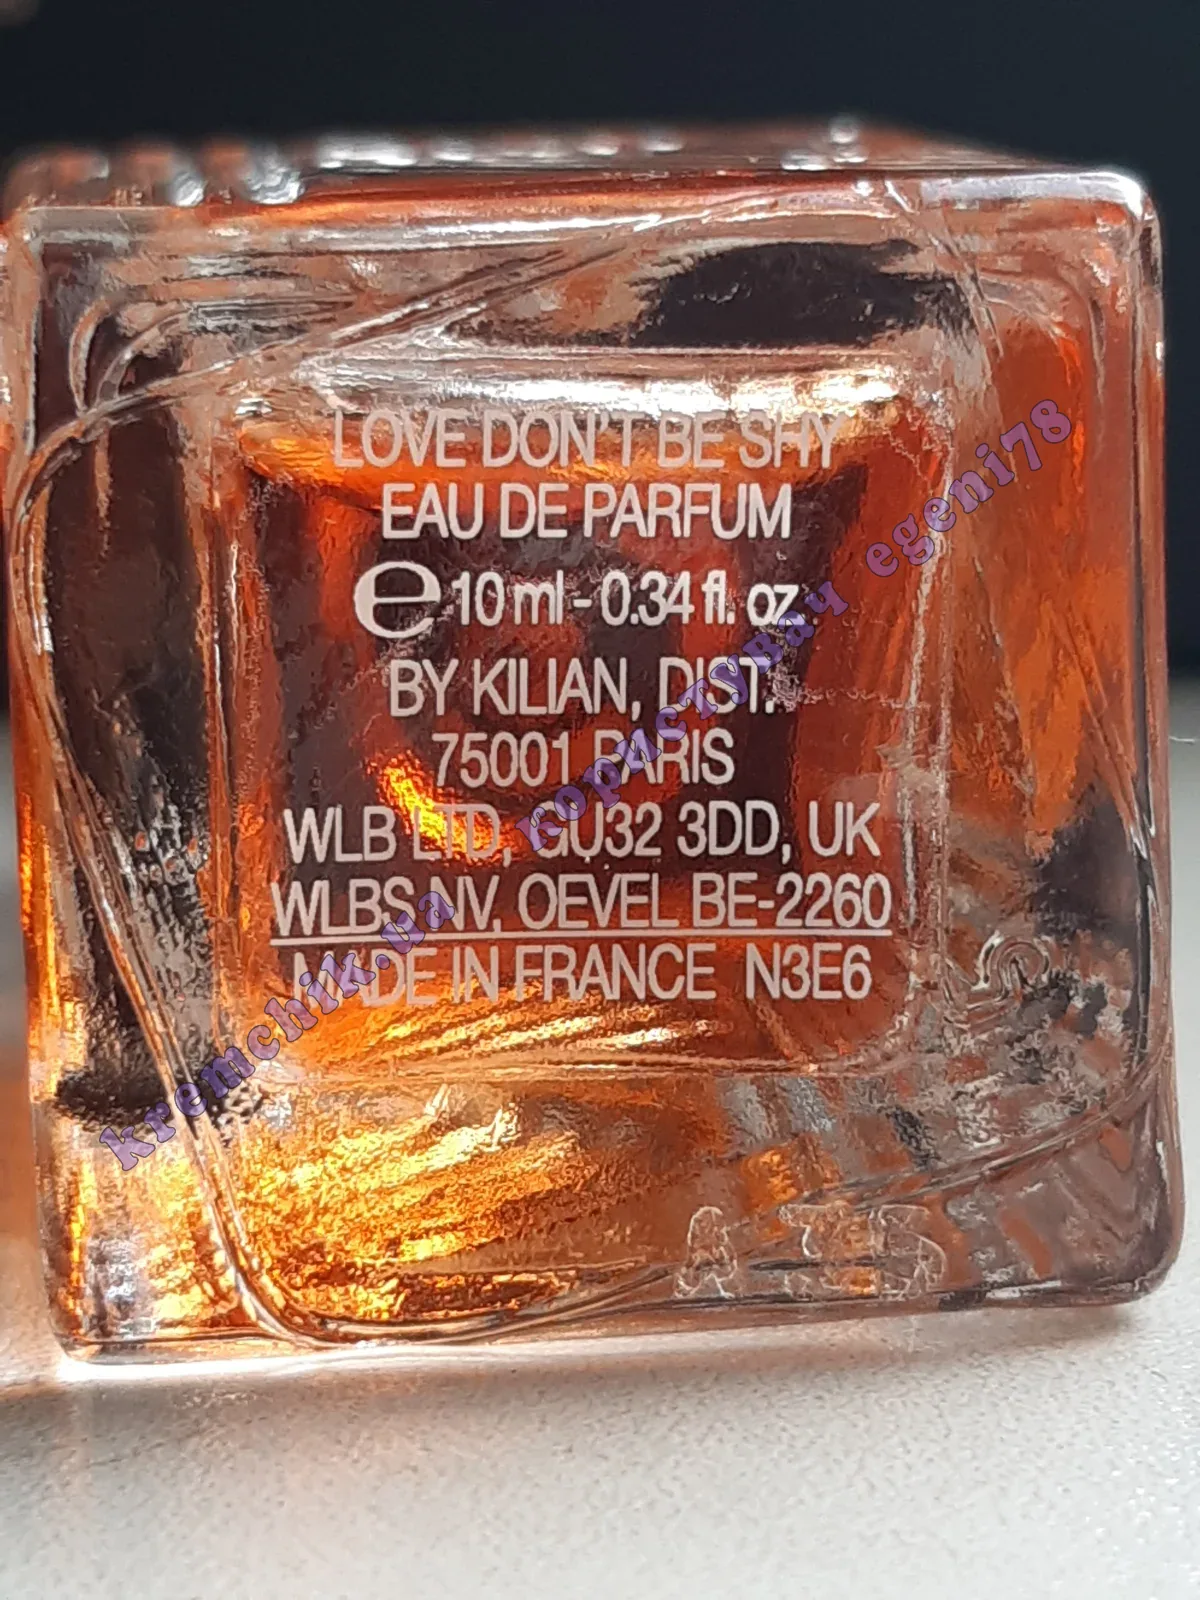 LOVE DON'T BE SHY
EAU DE PARFUM
℮ 10 ml - 0.34 fl. oz.
BY KILIAN, DIST.
75001 PARIS
WLB LTD, GU32 3DD, UK
WLBS NV, OEVEL BE-2260
MADE IN FRANCE N3E6
kremchik.ua користувач egeni78